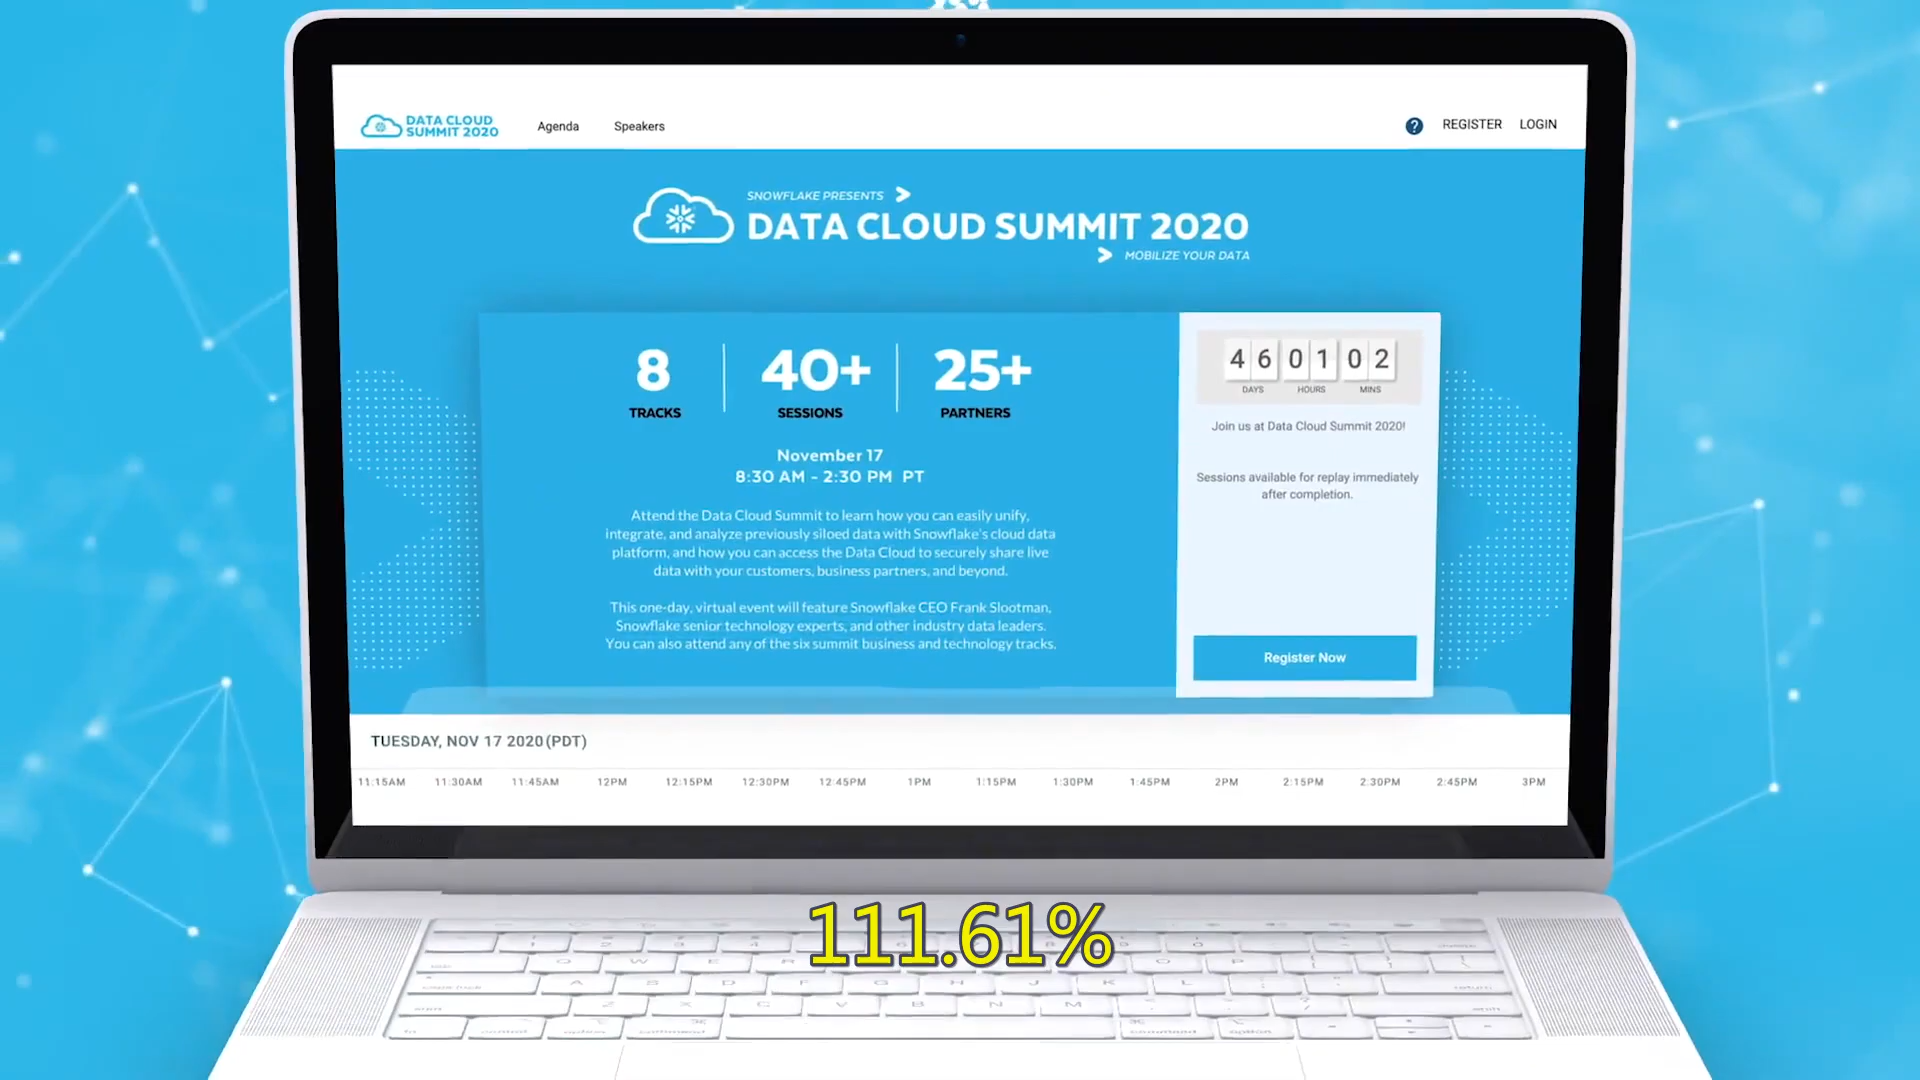 DATA CLOUD
SUMMIT 2020
Agenda
Speakers
?
REGISTER
LOGIN
SNOWFLAKE PRESENTS
DATA CLOUD SUMMIT 2020
MOBILIZE YOUR DATA
8
TRACKS
40+
SESSIONS
25+
PARTNERS
November 17
8:30 AM - 2:30 PM PT
Attend the Data Cloud Summit to learn how you can easily unify,
integrate, and analyze previously siloed data with Snowflake's cloud data
platform, and how you can access the Data Cloud to securely share live
data with your customers, business partners, and beyond.
This one-day, virtual event will feature Snowflake CEO Frank Slootman,
Snowflake senior technology experts, and other industry data leaders.
You can also attend any of the six summit business and technology tracks.
46 01 02
DAYS HOURS MINS
Join us at Data Cloud Summit 2020!
Sessions available for replay immediately
after completion.
Register Now
TUESDAY, NOV 17 2020 (PDT)
11:15AM 11:30AM 11:45AM 12PM 12:15PM 12:30PM 12:45PM 1PM 1:15PM 1:30PM 1:45PM 2PM 2:15PM 2:30PM 2:45PM 3PM
111.61%